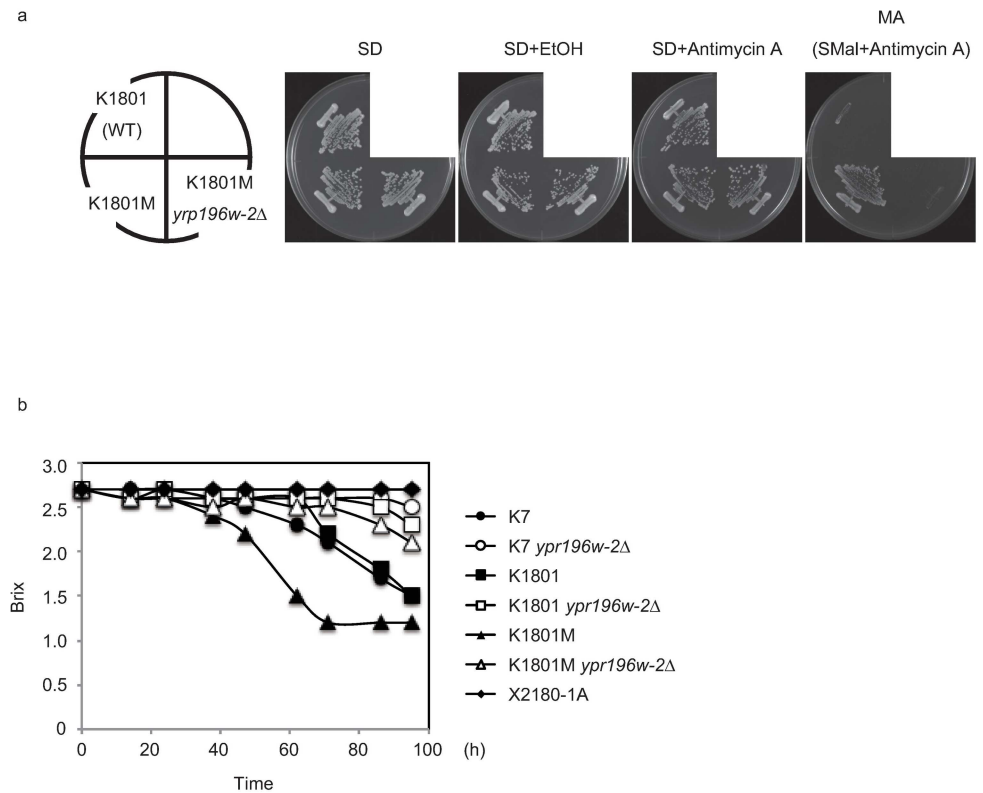 a
MA
SD
SD+EtOH
SD+Antimycin A
(SMal+Antimycin A)
K1801
(WT)
K1801M
K1801M
yrp196w-2Δ
b
3.0
2.5
2.0
1.5
1.0
0.5
0
Brix
0 20 40 60 80 100 (h)
Time
K7
K7 ypr196w-2Δ
K1801
K1801 ypr196w-2Δ
K1801M
K1801M ypr196w-2Δ
X2180-1A